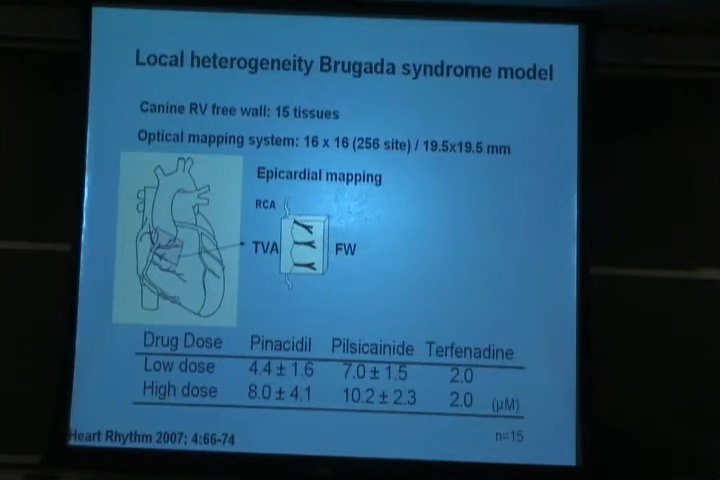 Local heterogeneity Brugada syndrome model
Canine RV free wall: 15 tissues
Optical mapping system: 16 x 16 (256 site) / 19.5x19.5 mm
Epicardial mapping
RCA
TVA FW
Drug Dose Pinacidil Pilsicainide Terfenadine
Low dose 4.4 ± 1.6 7.0 ± 1.5 2.0
High dose 8.0 ± 4.1 10.2 ± 2.3 2.0 (µM)
Heart Rhythm 2007; 4:66-74 n=15